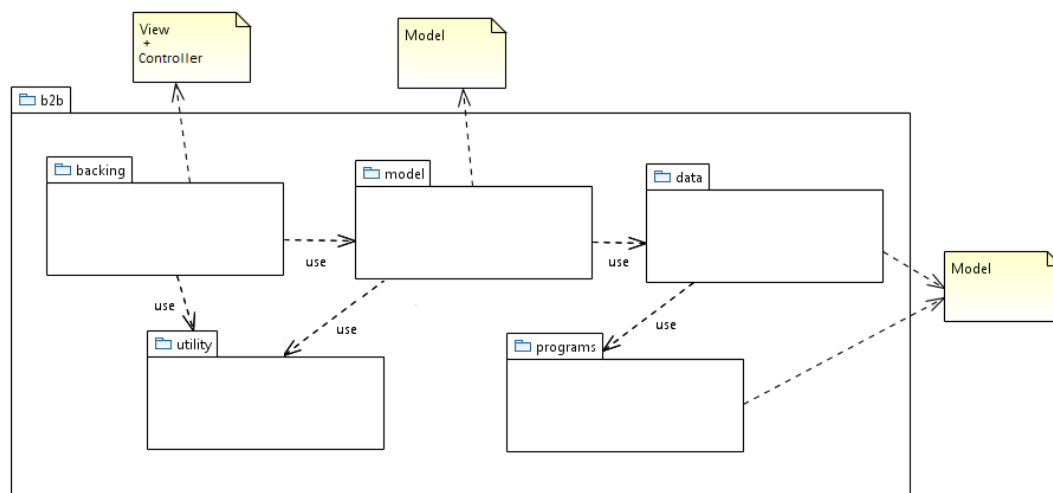 View
+
Controller
Model
b2b
backing
model
data
use
use
Model
use
use
use
utility
programs